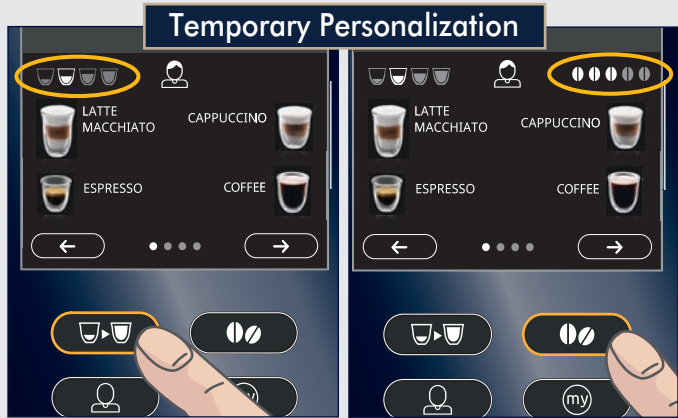 Temporary Personalization
LATTE
MACCHIATO
CAPPUCCINO
ESPRESSO
COFFEE
LATTE
MACCHIATO
CAPPUCCINO
ESPRESSO
COFFEE
my